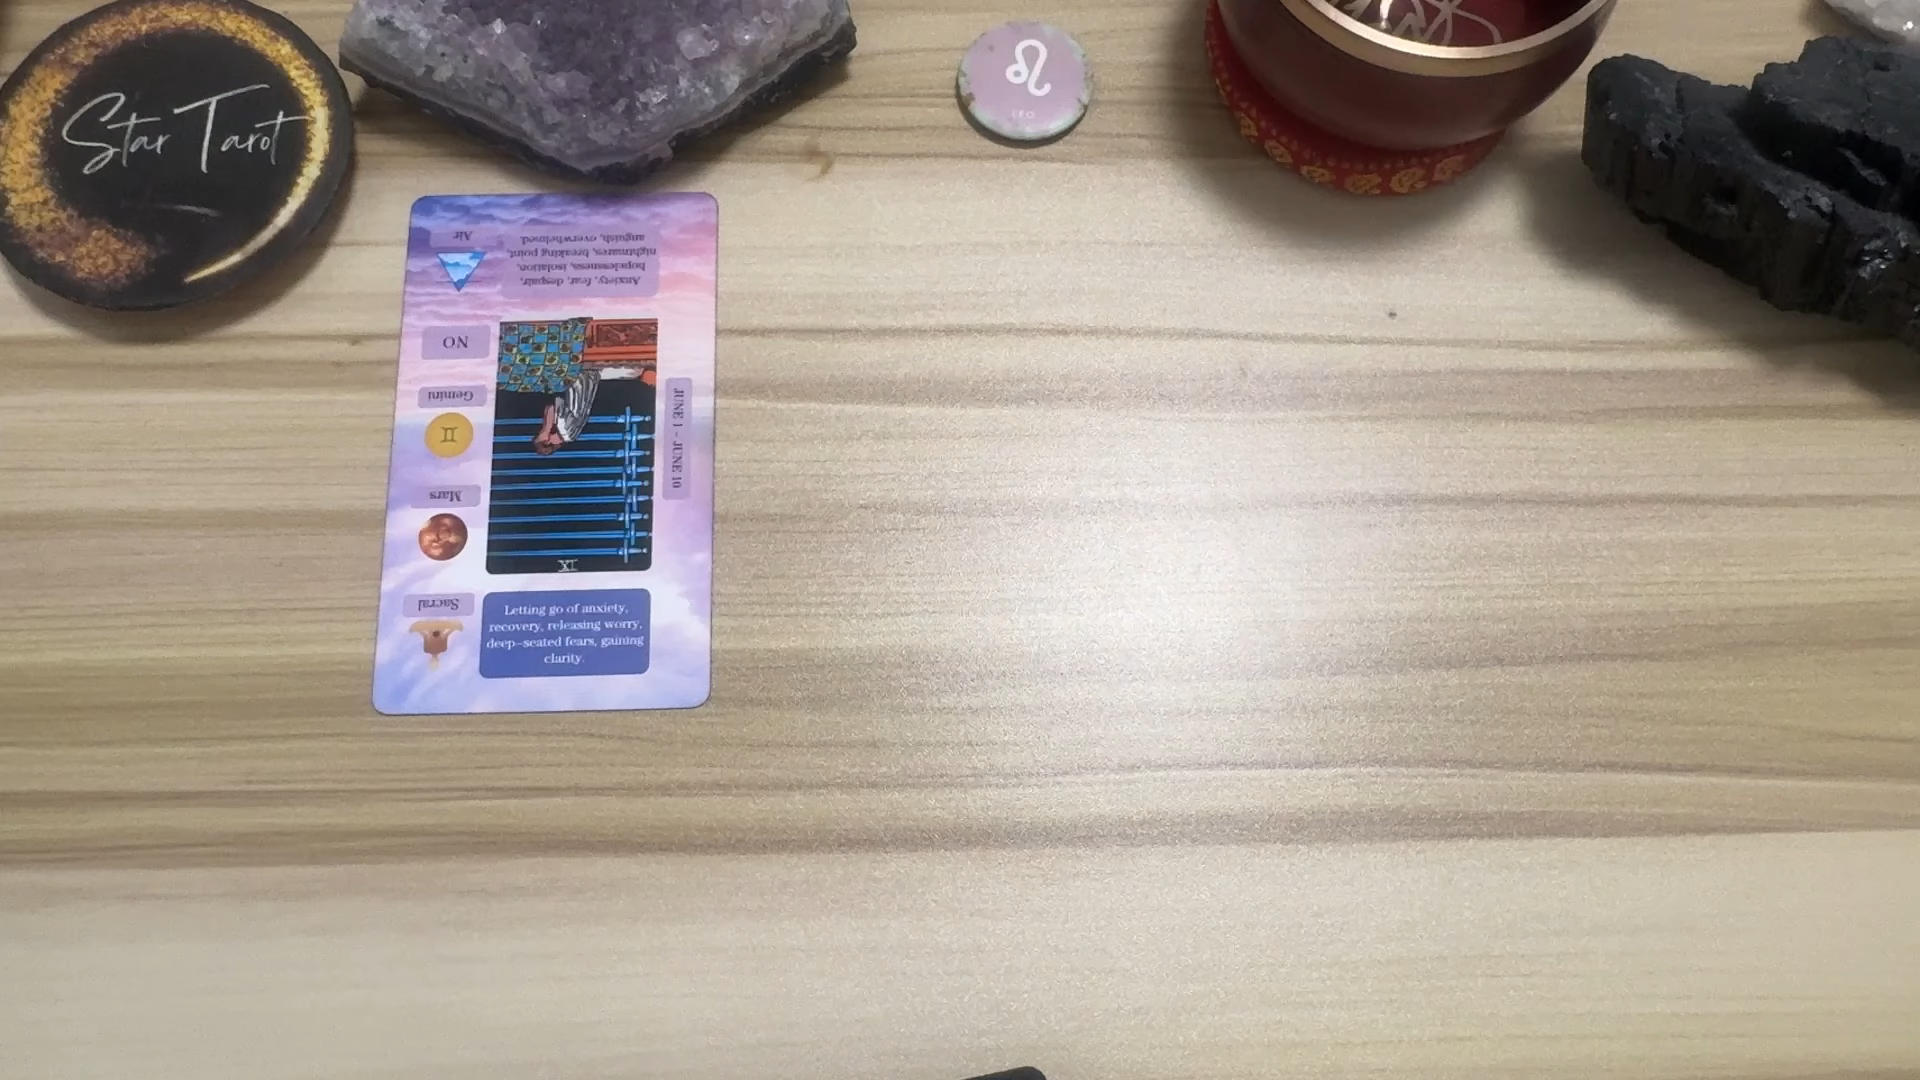 Star Tarot
LEO
Air
Anxiety, fear, despair,
hopelessness, isolation,
nightmares, breaking point,
anguish, overwhelmed.
NO
Gemini
Mars
Sacral
JUNE 1 - JUNE 10
IX
Letting go of anxiety,
recovery, releasing worry,
deep-seated fears, gaining
clarity.